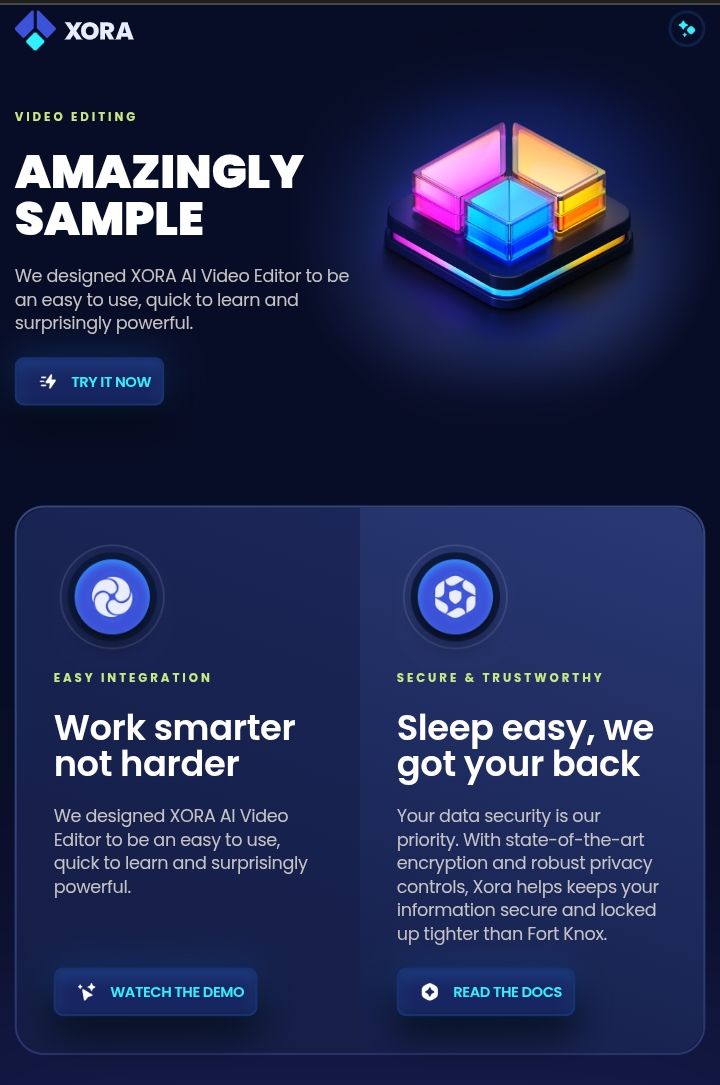 XORA
VIDEO EDITING
AMAZINGLY
SAMPLE
We designed XORA AI Video Editor to be
an easy to use, quick to learn and
surprisingly powerful.
TRY IT NOW
EASY INTEGRATION
Work smarter
not harder
We designed XORA AI Video
Editor to be an easy to use,
quick to learn and surprisingly
powerful.
WATECH THE DEMO
SECURE & TRUSTWORTHY
Sleep easy, we
got your back
Your data security is our
priority. With state-of-the-art
encryption and robust privacy
controls, Xora helps keeps your
information secure and locked
up tighter than Fort Knox.
READ THE DOCS